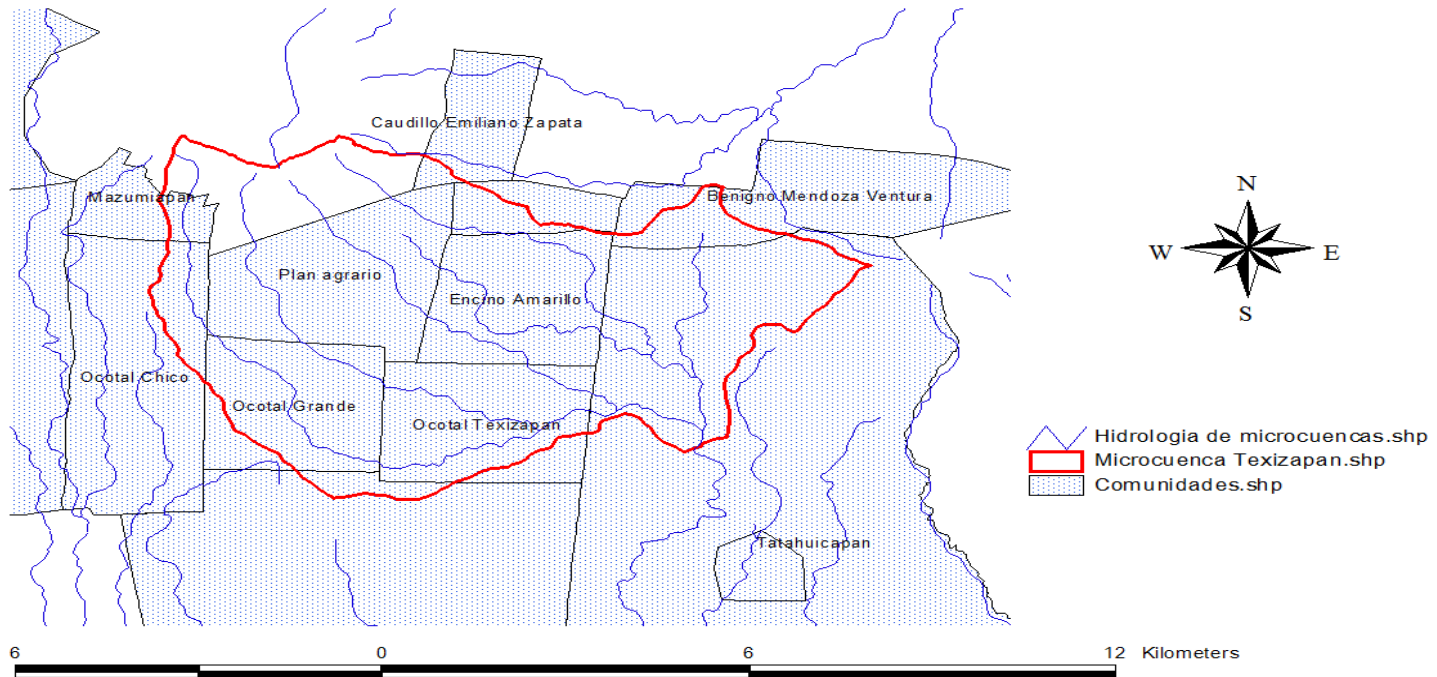 Caudillo Emiliano Zapata
Mazumiapan
Benigno Mendoza Ventura
Plan agrario
Encino Amarillo
Ocotal Chico
Ocotal Grande
Ocotal Texizapan
Tatahuicapan
N
W
E
S
Hidrologia de microcuencas.shp
Microcuenca Texizapan.shp
Comunidades.shp
6 0 6 12 Kilometers